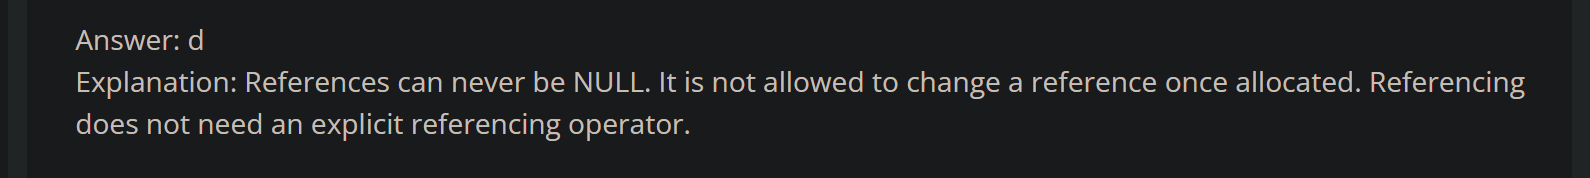 Answer: d
Explanation: References can never be NULL. It is not allowed to change a reference once allocated. Referencing
does not need an explicit referencing operator.